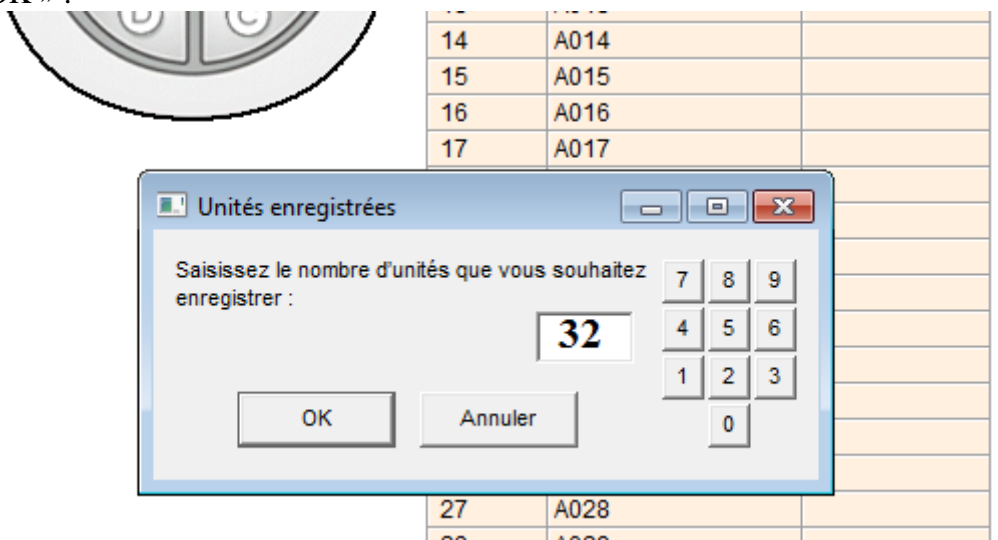 OK » :
D C
14 A014
15 A015
16 A016
17 A017
Unités enregistrées
Saisissez le nombre d'unités que vous souhaitez
enregistrer :
32
7 8 9
4 5 6
1 2 3
0
OK Annuler
27 A028